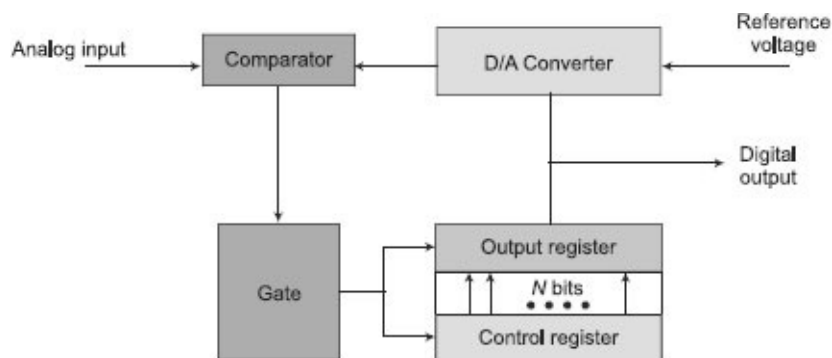 Analog input
Comparator
D/A Converter
Reference
voltage
Digital
output
Gate
Output register
N bits
Control register